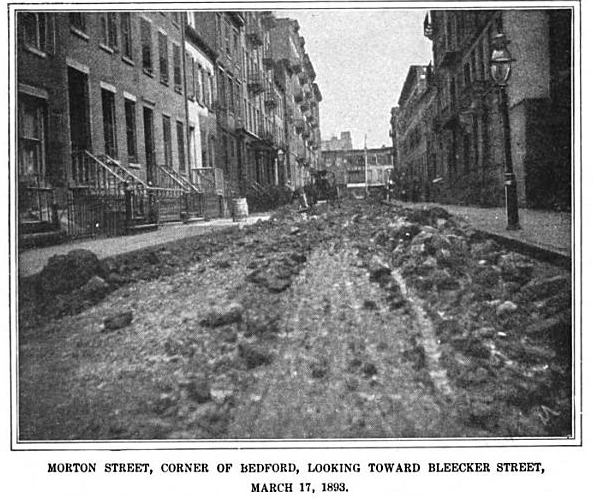 MORTON STREET, CORNER OF BEDFORD, LOOKING TOWARD BLEECKER STREET,
MARCH 17, 1893.